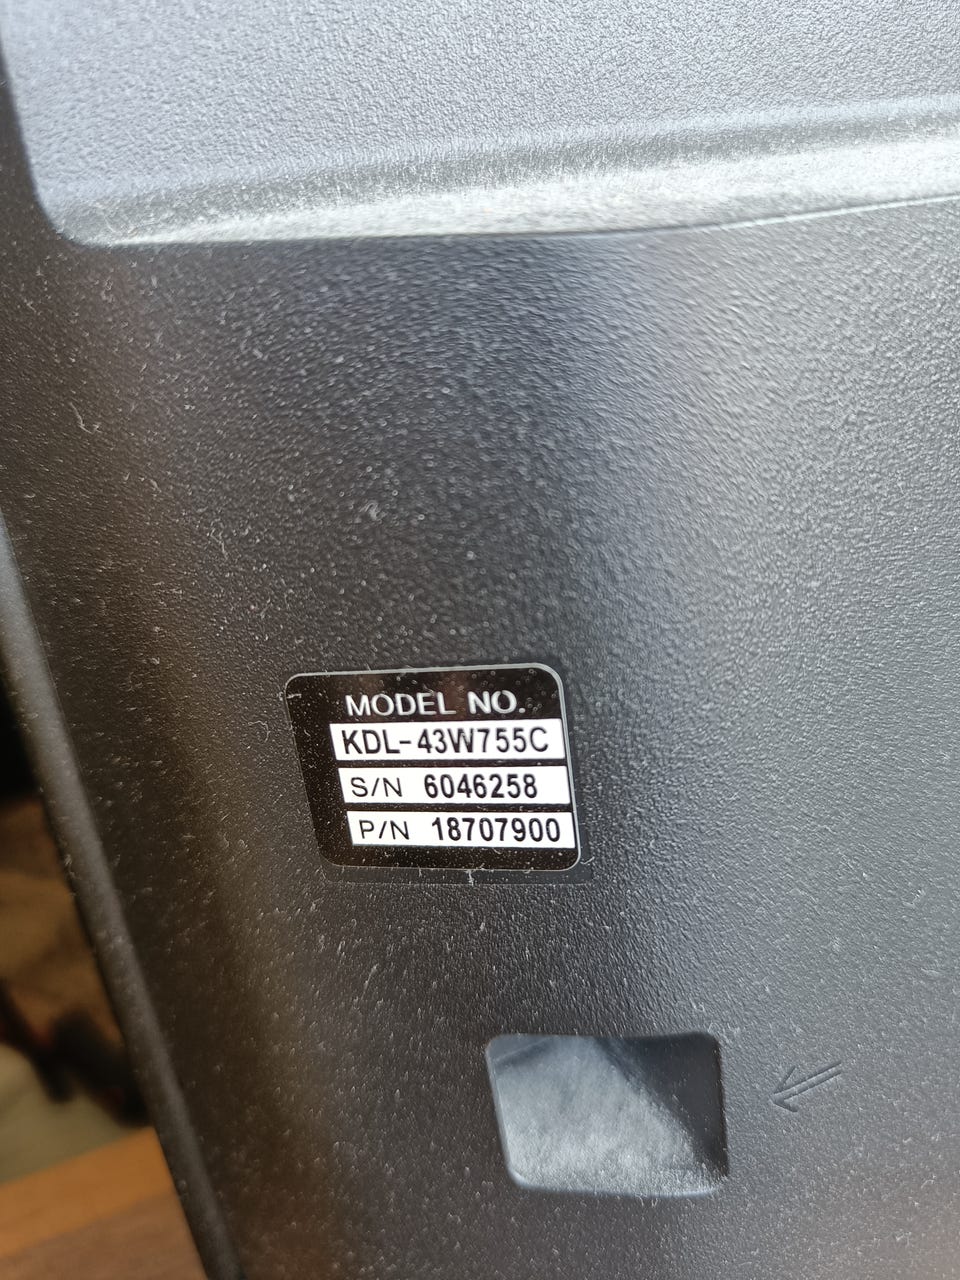 MODEL NO.
KDL-43W755C
S/N 6046258
P/N 18707900